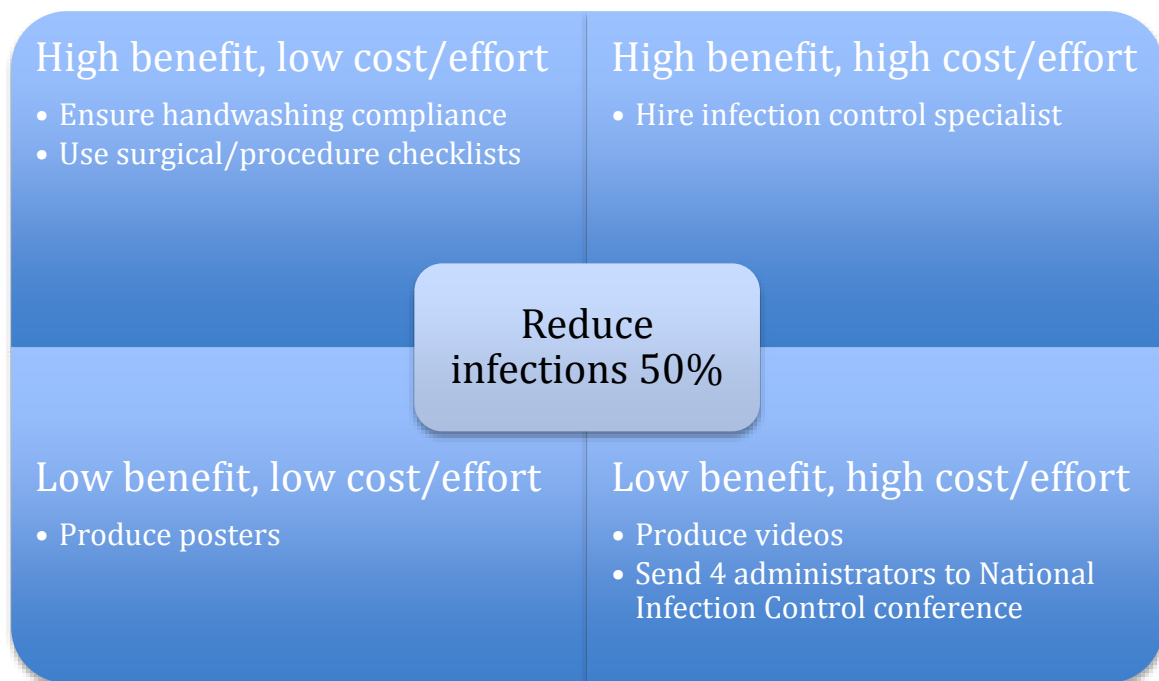 High benefit, low cost/effort
• Ensure handwashing compliance
• Use surgical/procedure checklists
High benefit, high cost/effort
• Hire infection control specialist
Reduce
infections 50%
Low benefit, low cost/effort
• Produce posters
Low benefit, high cost/effort
• Produce videos
• Send 4 administrators to National
Infection Control conference